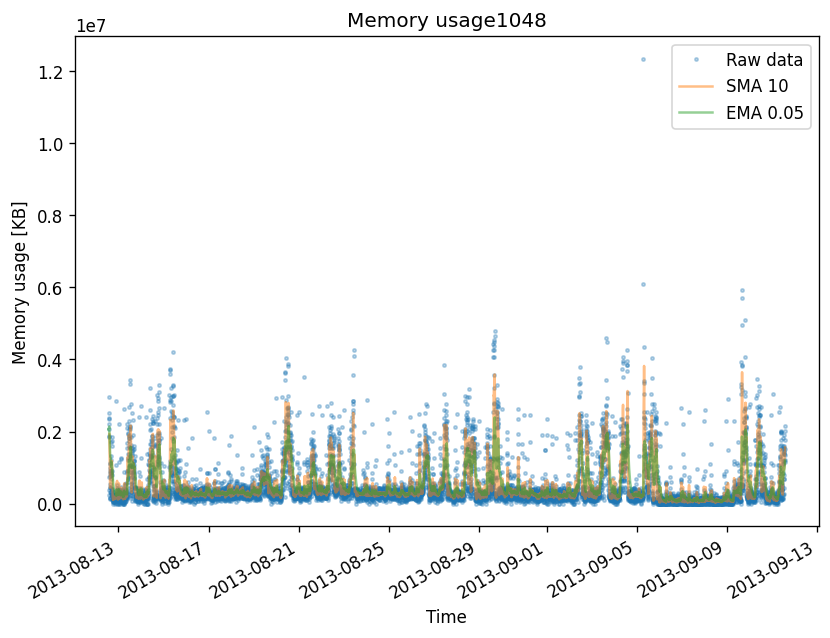 Memory usage1048
1e7
Raw data
SMA 10
EMA 0.05
1.2
1.0
0.8
0.6
0.4
0.2
0.0
Memory usage [KB]
2013-08-13
2013-08-17
2013-08-21
2013-08-25
2013-08-29
2013-09-01
2013-09-05
2013-09-09
2013-09-13
Time